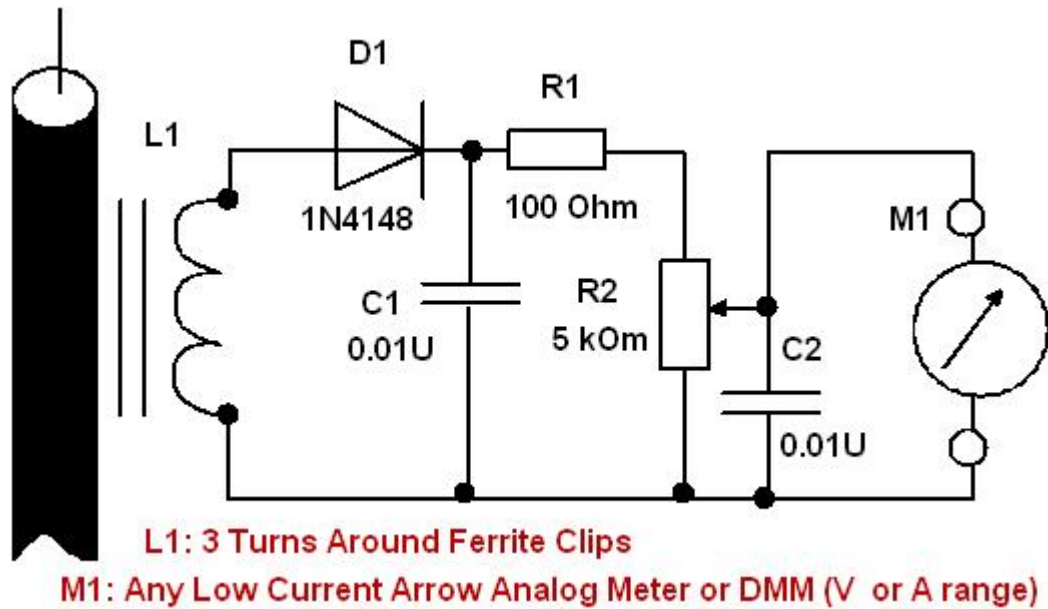 D1
R1
L1
1N4148
100 Ohm
M1
C1
0.01U
R2
5 kOm
C2
0.01U
L1: 3 Turns Around Ferrite Clips
M1: Any Low Current Arrow Analog Meter or DMM (V or A range)